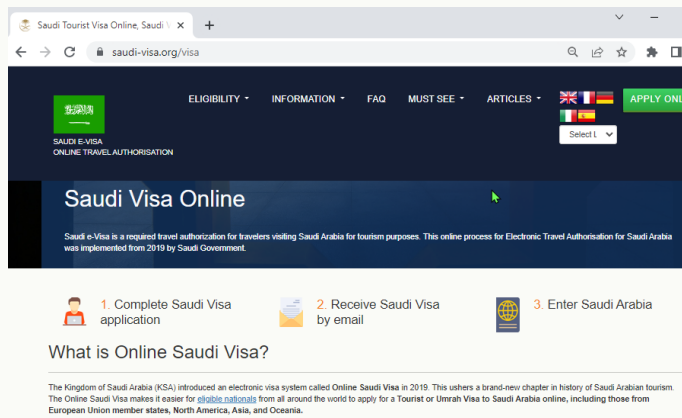 Saudi Tourist Visa Online, Saudi
saudi-visa.org/visa
ELIGIBILITY INFORMATION FAQ MUST SEE ARTICLES
APPLY ONL
Select L
SAUDI E-VISA
ONLINE TRAVEL AUTHORISATION
Saudi Visa Online
Saudi e-Visa is a required travel authorization for travelers visiting Saudi Arabia for tourism purposes. This online process for Electronic Travel Authorisation for Saudi Arabia
was implemented from 2019 by Saudi Government.
1. Complete Saudi Visa
application
2. Receive Saudi Visa
by email
3. Enter Saudi Arabia
What is Online Saudi Visa?
The Kingdom of Saudi Arabia (KSA) introduced an electronic visa system called Online Saudi Visa in 2019. This ushers a brand-new chapter in history of Saudi Arabian tourism.
The Online Saudi Visa makes it easier for eligible nationals from all around the world to apply for a Tourist or Umrah Visa to Saudi Arabia online, including those from
European Union member states, North America, Asia, and Oceania.